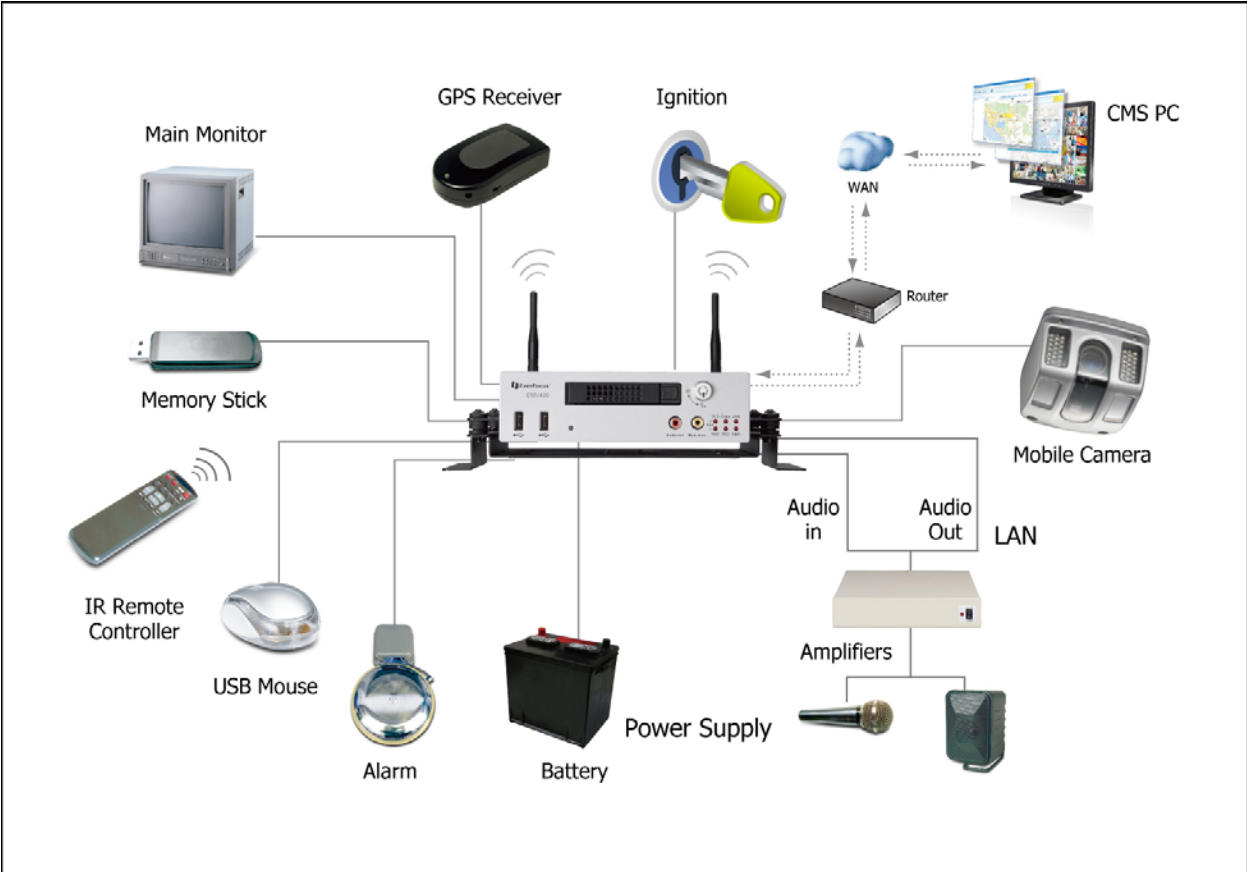 GPS Receiver
Ignition
Main Monitor
CMS PC
WAN
Router
Memory Stick
EverFocus
Mobile Camera
Audio
in
Audio
Out
LAN
IR Remote
Controller
USB Mouse
Amplifiers
Power Supply
Alarm
Battery